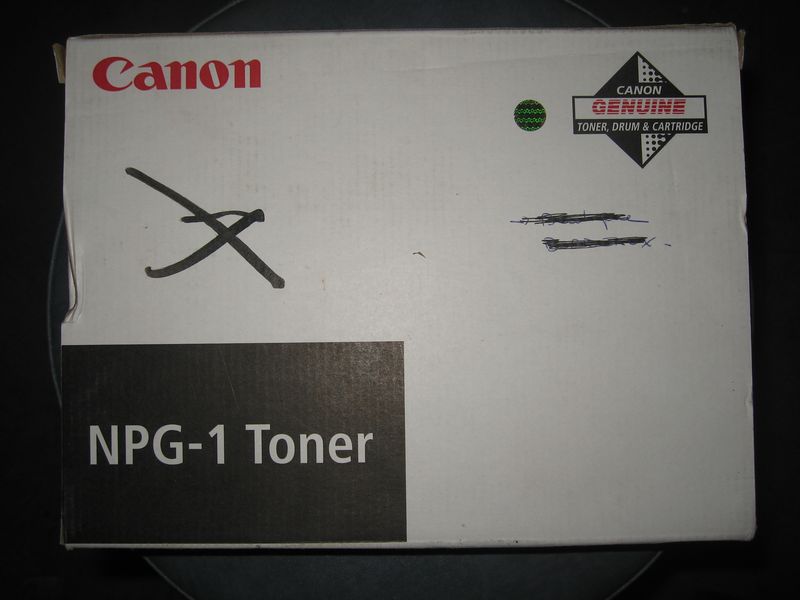 Canon
CANON
GENUINE
TONER, DRUM & CARTRIDGE
NPG-1 Toner